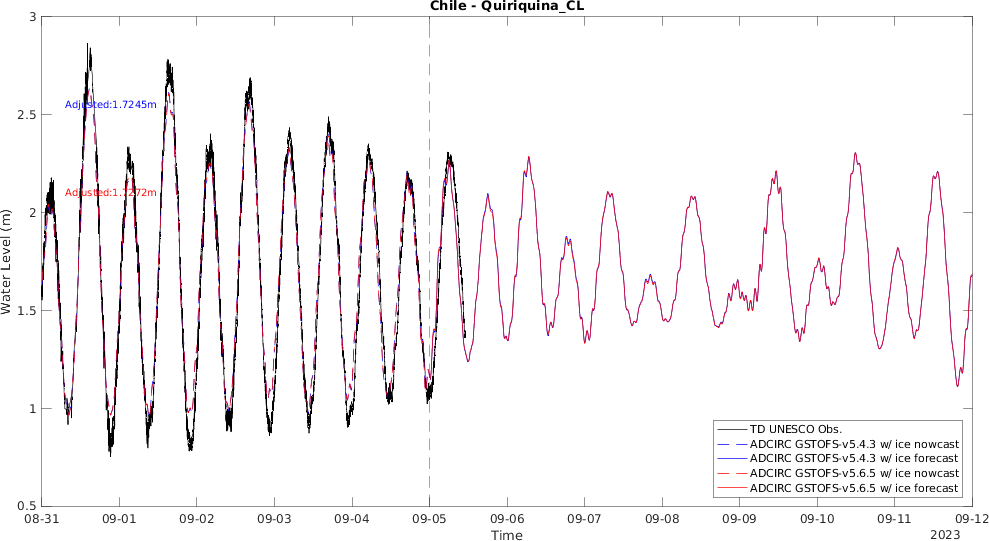 Chile - Quiriquina_CL
3
2.5
2
1.5
1
0.5
Water Level (m)
Adjusted:1.7245m
Adjusted:1.7272m
TD UNESCO Obs.
ADCIRC GSTOFS-v5.4.3 w/ ice nowcast
ADCIRC GSTOFS-v5.4.3 w/ ice forecast
ADCIRC GSTOFS-v5.6.5 w/ ice nowcast
ADCIRC GSTOFS-v5.6.5 w/ ice forecast
08-31 09-01 09-02 09-03 09-04 09-05 09-06 09-07 09-08 09-09 09-10 09-11 09-12
Time
2023